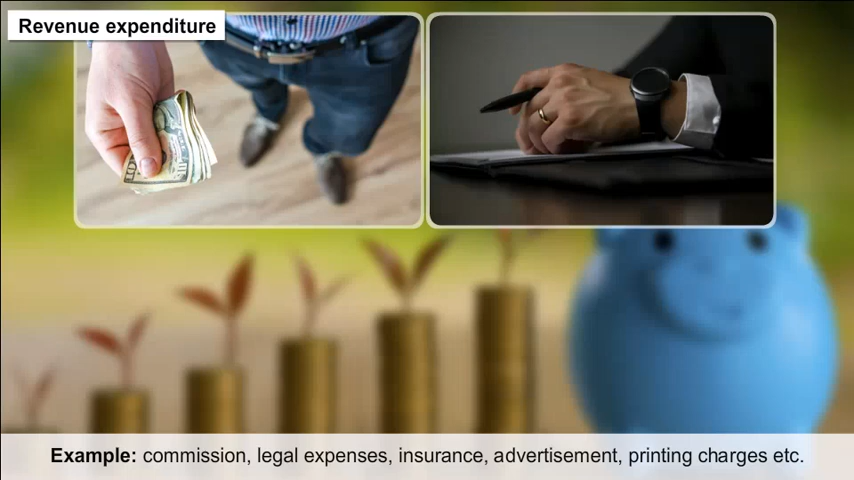 Revenue expenditure
Example: commission, legal expenses, insurance, advertisement, printing charges etc.